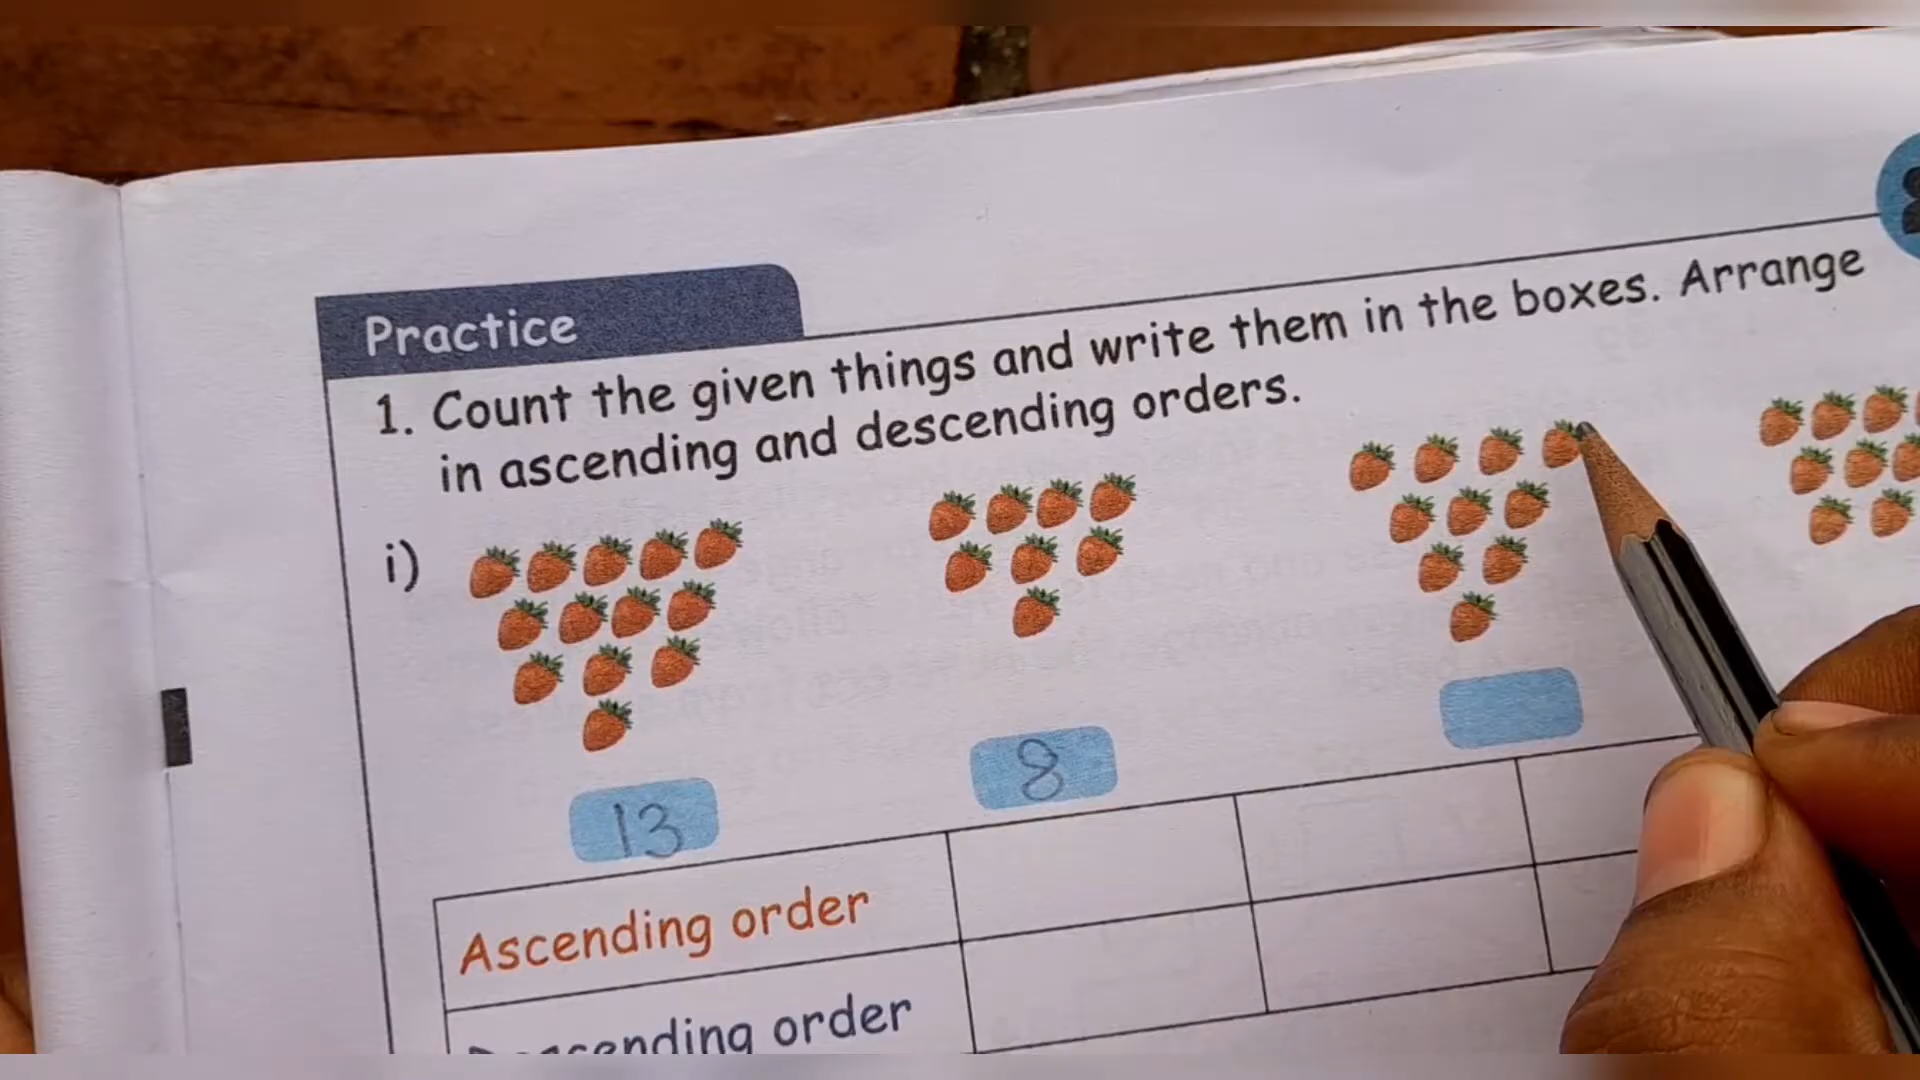 Practice
1. Count the given things and write them in the boxes. Arrange
in ascending and descending orders.
i)
13
8
Ascending order
order